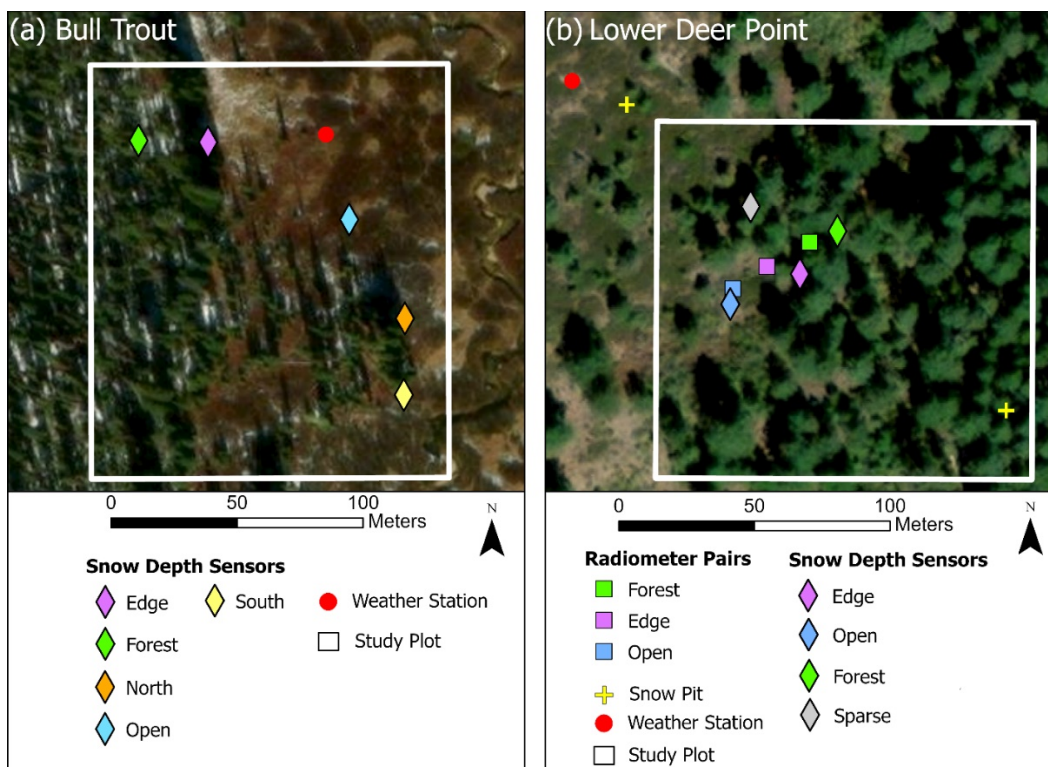 (a) Bull Trout
(b) Lower Deer Point
0 50 100
Meters
N
Snow Depth Sensors
Edge
South
Weather Station
Forest
Study Plot
North
Open
0 50 100
Meters
N
Radiometer Pairs
Forest
Edge
Open
Snow Pit
Weather Station
Study Plot
Snow Depth Sensors
Edge
Open
Forest
Sparse